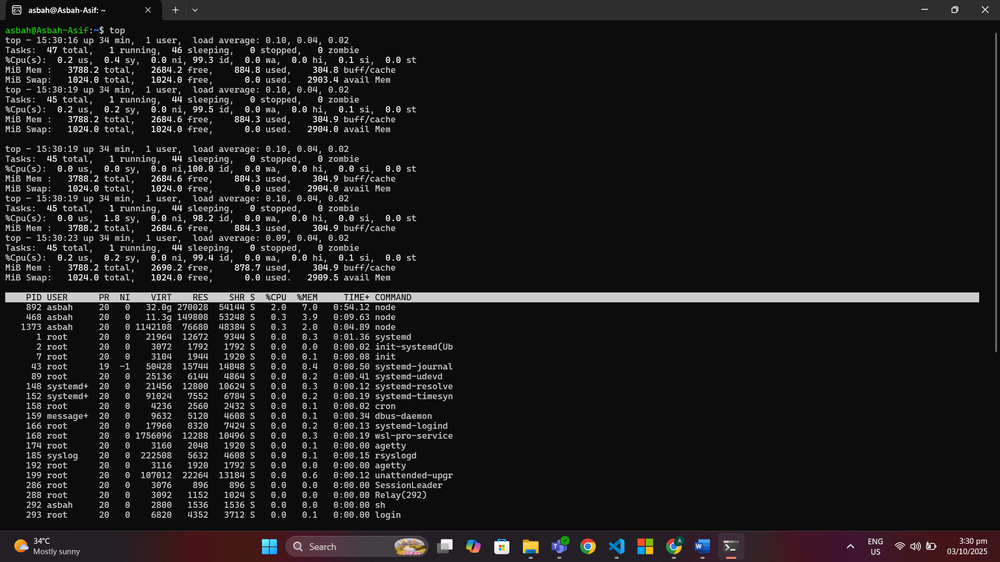 asbah@Asbah-Asif: ~
asbah@Asbah-Asif:~$ top
top - 15:30:16 up 34 min,  1 user,  load average: 0.10, 0.04, 0.02
Tasks:  47 total,   1 running,  46 sleeping,   0 stopped,   0 zombie
%Cpu(s):  0.2 us,  0.4 sy,  0.0 ni, 99.3 id,  0.0 wa,  0.0 hi,  0.1 si,  0.0 st
MiB Mem :   3788.2 total,   2684.2 free,    884.8 used,    304.8 buff/cache
MiB Swap:   1024.0 total,   1024.0 free,      0.0 used.   2903.4 avail Mem
top - 15:30:19 up 34 min,  1 user,  load average: 0.10, 0.04, 0.02
Tasks:  45 total,   1 running,  44 sleeping,   0 stopped,   0 zombie
%Cpu(s):  0.2 us,  0.2 sy,  0.0 ni, 99.5 id,  0.0 wa,  0.0 hi,  0.1 si,  0.0 st
MiB Mem :   3788.2 total,   2684.6 free,    884.3 used,    304.9 buff/cache
MiB Swap:   1024.0 total,   1024.0 free,      0.0 used.   2904.0 avail Mem
top - 15:30:19 up 34 min,  1 user,  load average: 0.10, 0.04, 0.02
Tasks:  45 total,   1 running,  44 sleeping,   0 stopped,   0 zombie
%Cpu(s):  0.0 us,  0.0 sy,  0.0 ni,100.0 id,  0.0 wa,  0.0 hi,  0.0 si,  0.0 st
MiB Mem :   3788.2 total,   2684.6 free,    884.3 used,    304.9 buff/cache
MiB Swap:   1024.0 total,   1024.0 free,      0.0 used.   2904.0 avail Mem
top - 15:30:19 up 34 min,  1 user,  load average: 0.10, 0.04, 0.02
Tasks:  45 total,   1 running,  44 sleeping,   0 stopped,   0 zombie
%Cpu(s):  0.0 us,  1.8 sy,  0.0 ni, 98.2 id,  0.0 wa,  0.0 hi,  0.0 si,  0.0 st
MiB Mem :   3788.2 total,   2684.6 free,    884.3 used,    304.9 buff/cache
top - 15:30:23 up 34 min,  1 user,  load average: 0.09, 0.04, 0.02
Tasks:  45 total,   1 running,  44 sleeping,   0 stopped,   0 zombie
%Cpu(s):  0.2 us,  0.2 sy,  0.0 ni, 99.4 id,  0.0 wa,  0.0 hi,  0.1 si,  0.0 st
MiB Mem :   3788.2 total,   2690.2 free,    878.7 used,    304.9 buff/cache
MiB Swap:   1024.0 total,   1024.0 free,      0.0 used.   2909.5 avail Mem
PID USER      PR  NI    VIRT    RES    SHR S  %CPU  %MEM     TIME+ COMMAND
892 asbah     20   0   32.0g 270028  54144 S   2.0   7.0   0:54.12 node
468 asbah     20   0   11.3g 149808  53248 S   0.3   3.9   0:09.63 node
1373 asbah     20   0 1142108  76680  48384 S   0.3   2.0   0:04.89 node
1 root      20   0   21964  12672   9344 S   0.0   0.3   0:01.36 systemd
2 root      20   0    3072   1792   1792 S   0.0   0.0   0:00.02 init-systemd(Ub
7 root      20   0    3104   1944   1920 S   0.0   0.1   0:00.08 init
43 root      19  -1   50428  15744  14848 S   0.0   0.4   0:00.50 systemd-journal
89 root      20   0   25136   6144   4864 S   0.0   0.2   0:00.41 systemd-udevd
148 systemd+  20   0   21456  12800  10624 S   0.0   0.3   0:00.12 systemd-resolve
152 systemd+  20   0   91024   7552   6784 S   0.0   0.2   0:00.19 systemd-timesyn
158 root      20   0    4236   2560   2432 S   0.0   0.1   0:00.02 cron
159 message+  20   0    9632   5120   4608 S   0.0   0.1   0:00.34 dbus-daemon
166 root      20   0   17960   8320   7424 S   0.0   0.2   0:00.13 systemd-logind
168 root      20   0 1756096  12288  10496 S   0.0   0.3   0:00.19 wsl-pro-service
174 root      20   0    3160   2048   1920 S   0.0   0.1   0:00.00 agetty
185 syslog    20   0  222508   5632   4608 S   0.0   0.1   0:00.15 rsyslogd
192 root      20   0    3116   1920   1792 S   0.0   0.0   0:00.00 agetty
199 root      20   0  107012  22264  13184 S   0.0   0.6   0:00.12 unattended-upgr
286 root      20   0    3076    896    896 S   0.0   0.0   0:00.00 SessionLeader
288 root      20   0    3092   1152   1024 S   0.0   0.0   0:00.00 Relay(292)
292 asbah     20   0    2800   1536   1536 S   0.0   0.0   0:00.00 sh
293 root      20   0    6820   4352   3712 S   0.0   0.1   0:00.00 login
34°C
Mostly sunny
Search
ENG
US
3:30 pm
03/10/2025